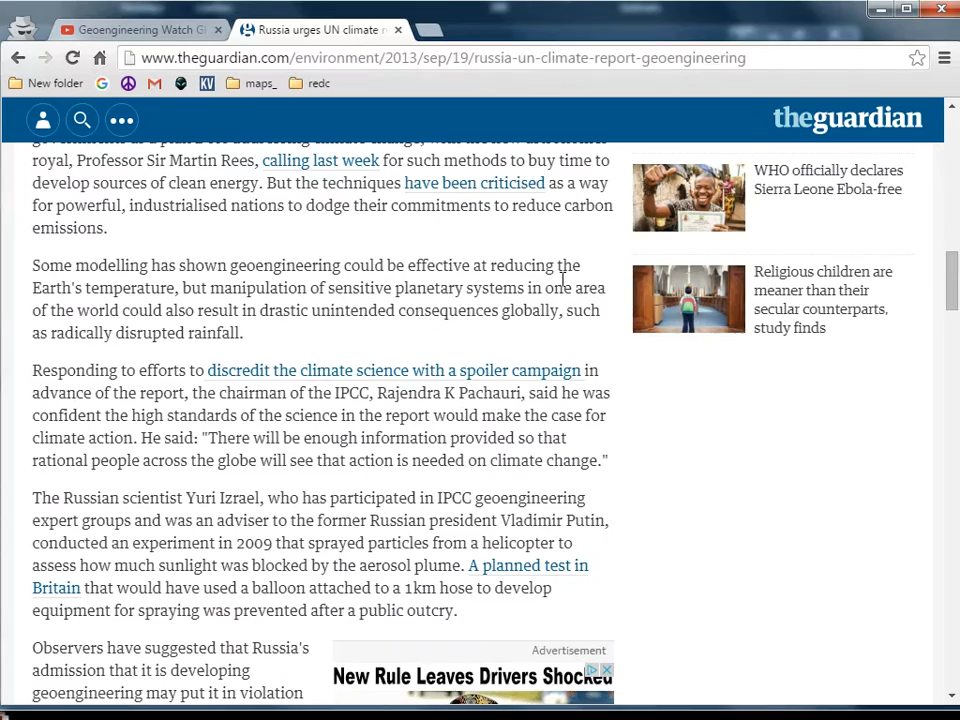 Geoengineering Watch Gl
Russia urges UN climate r
www.theguardian.com/environment/2013/sep/19/russia-un-climate-report-geoengineering
New folder
maps_
redc
theguardian
royal, Professor Sir Martin Rees, calling last week for such methods to buy time to
develop sources of clean energy. But the techniques have been criticised as a way
for powerful, industrialised nations to dodge their commitments to reduce carbon
emissions.
Some modelling has shown geoengineering could be effective at reducing the
Earth's temperature, but manipulation of sensitive planetary systems in one area
of the world could also result in drastic unintended consequences globally, such
as radically disrupted rainfall.
Responding to efforts to discredit the climate science with a spoiler campaign in
advance of the report, the chairman of the IPCC, Rajendra K Pachauri, said he was
confident the high standards of the science in the report would make the case for
climate action. He said: "There will be enough information provided so that
rational people across the globe will see that action is needed on climate change."
The Russian scientist Yuri Izrael, who has participated in IPCC geoengineering
expert groups and was an adviser to the former Russian president Vladimir Putin,
conducted an experiment in 2009 that sprayed particles from a helicopter to
assess how much sunlight was blocked by the aerosol plume. A planned test in
Britain that would have used a balloon attached to a 1km hose to develop
equipment for spraying was prevented after a public outcry.
Observers have suggested that Russia's
admission that it is developing
geoengineering may put it in violation
Advertisement
New Rule Leaves Drivers Shocked
WHO officially declares
Sierra Leone Ebola-free
Religious children are
meaner than their
secular counterparts,
study finds